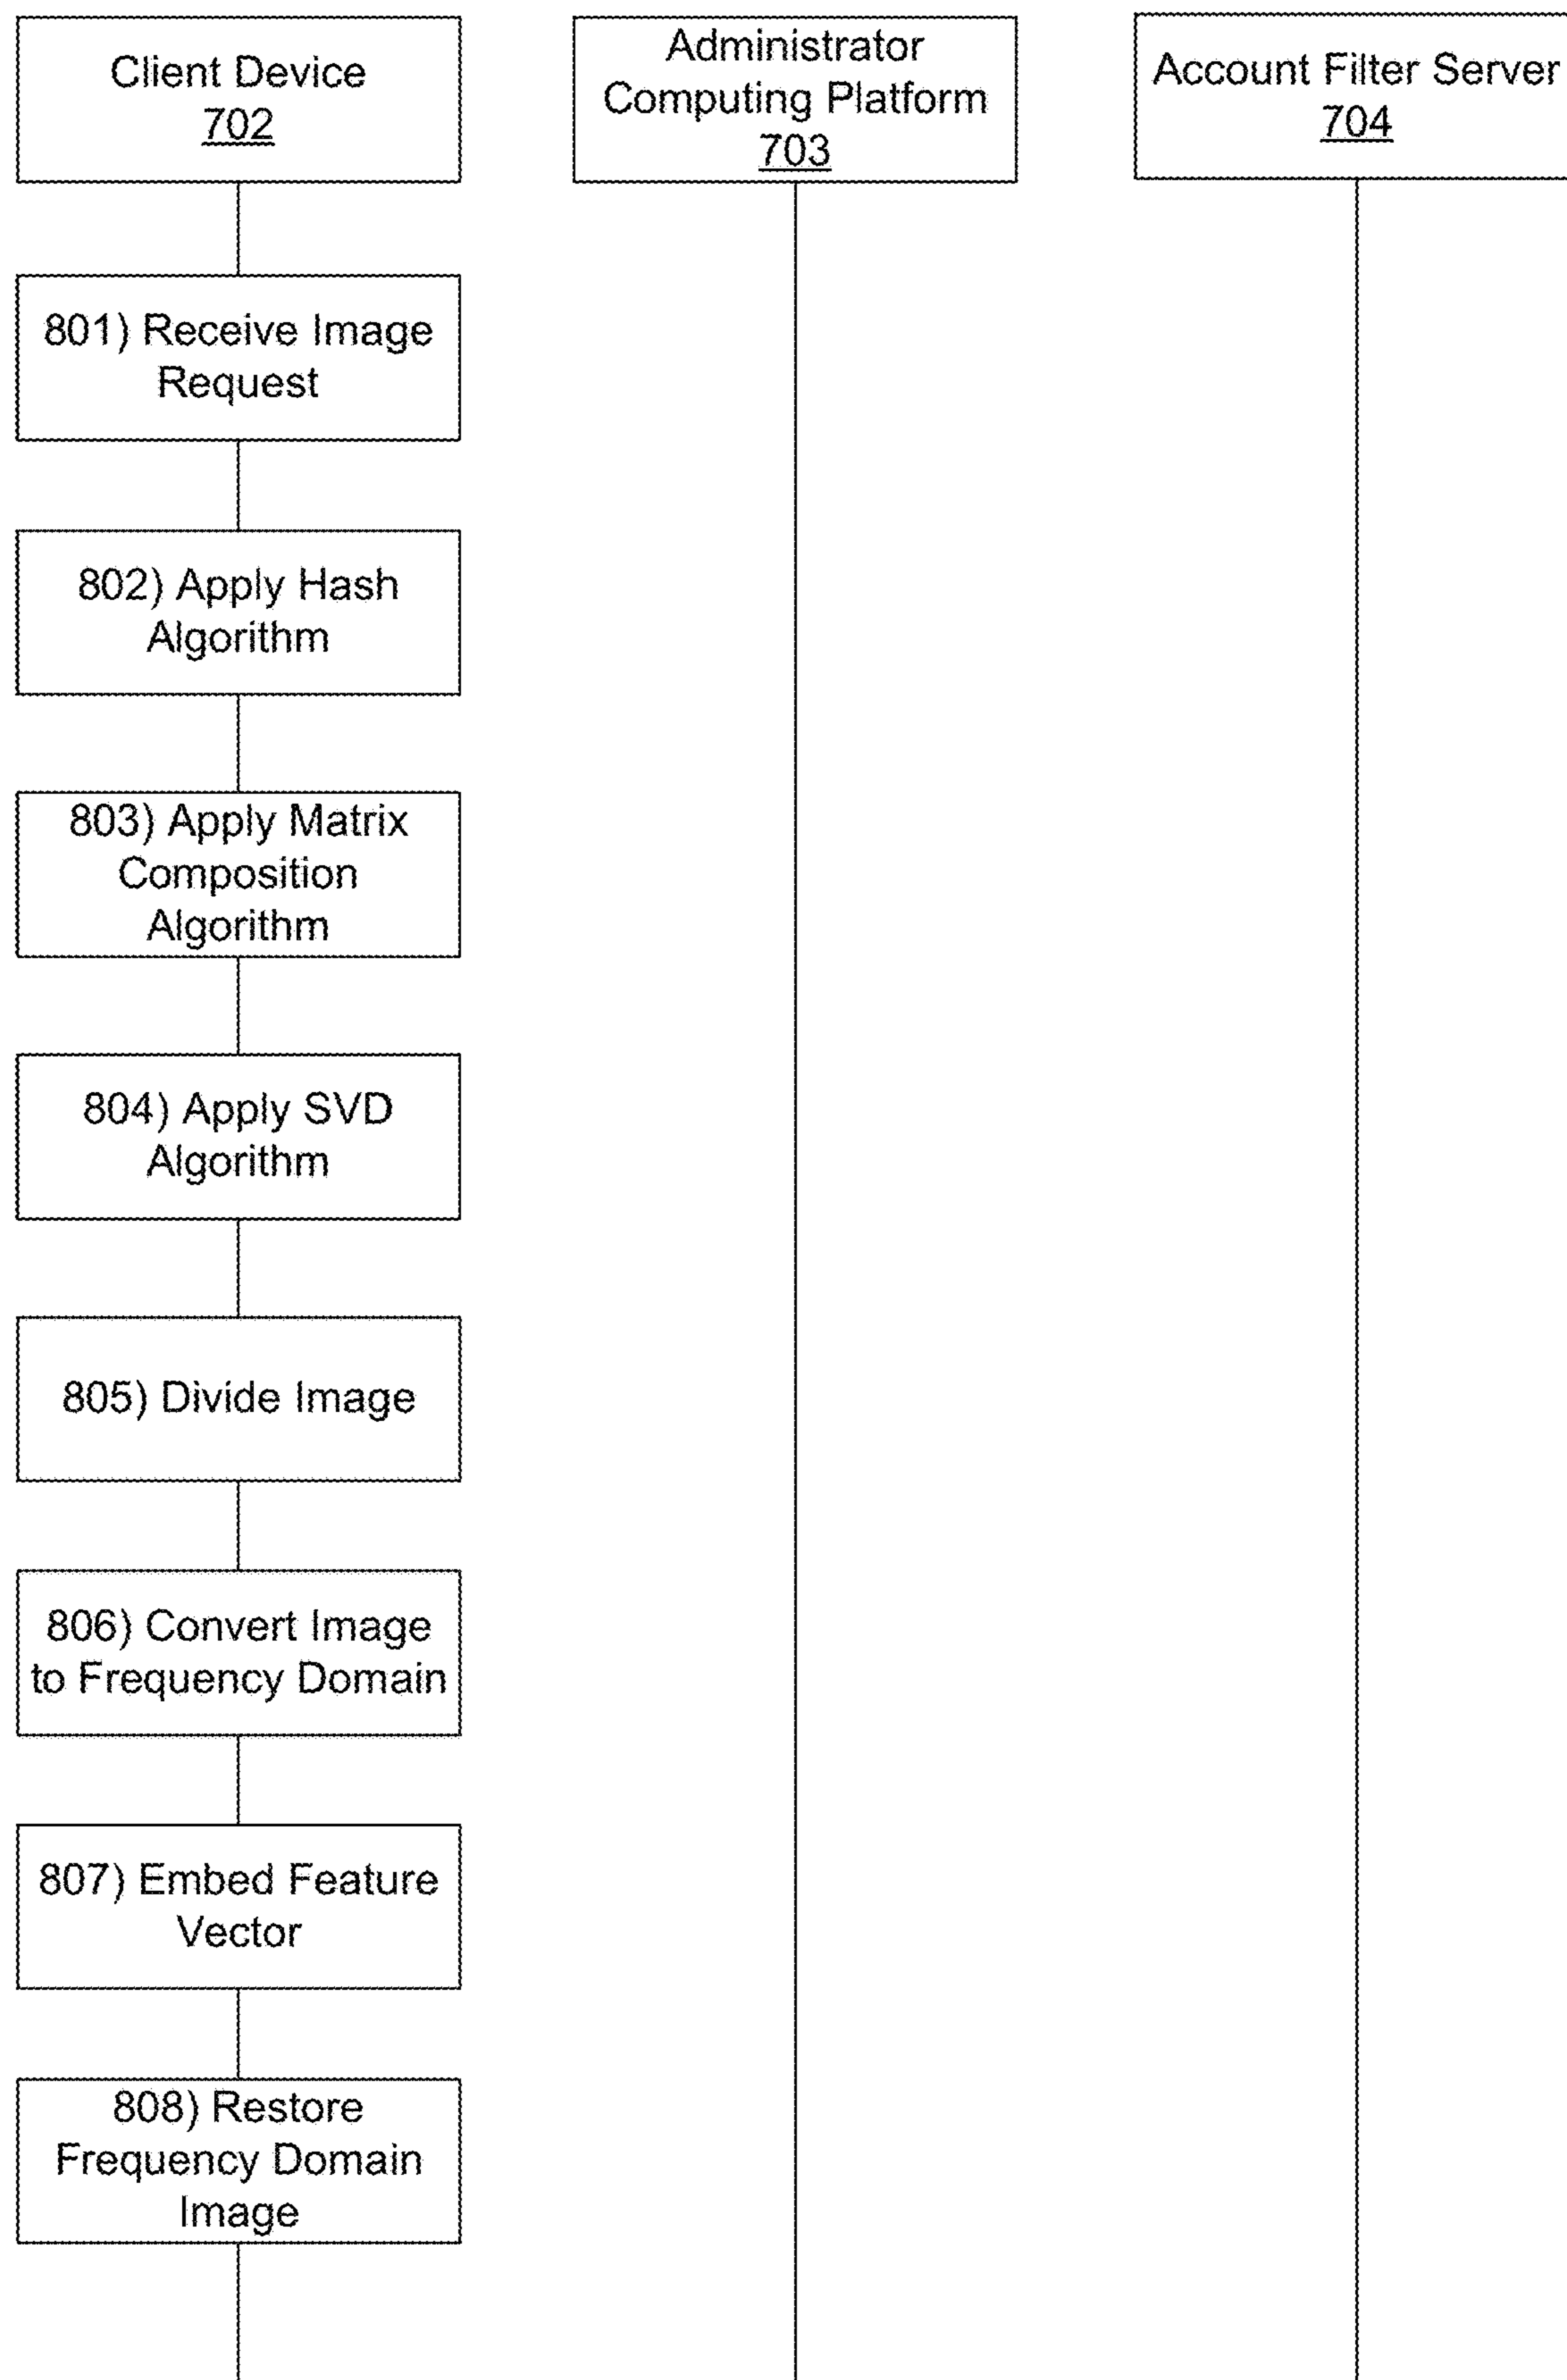 Client Device
702
Administrator
Computing Platform
703
Account Filter Server
704
801) Receive Image
Request
802) Apply Hash
Algorithm
803) Apply Matrix
Composition
Algorithm
804) Apply SVD
Algorithm
805) Divide Image
806) Convert Image
to Frequency Domain
807) Embed Feature
Vector
808) Restore
Frequency Domain
Image